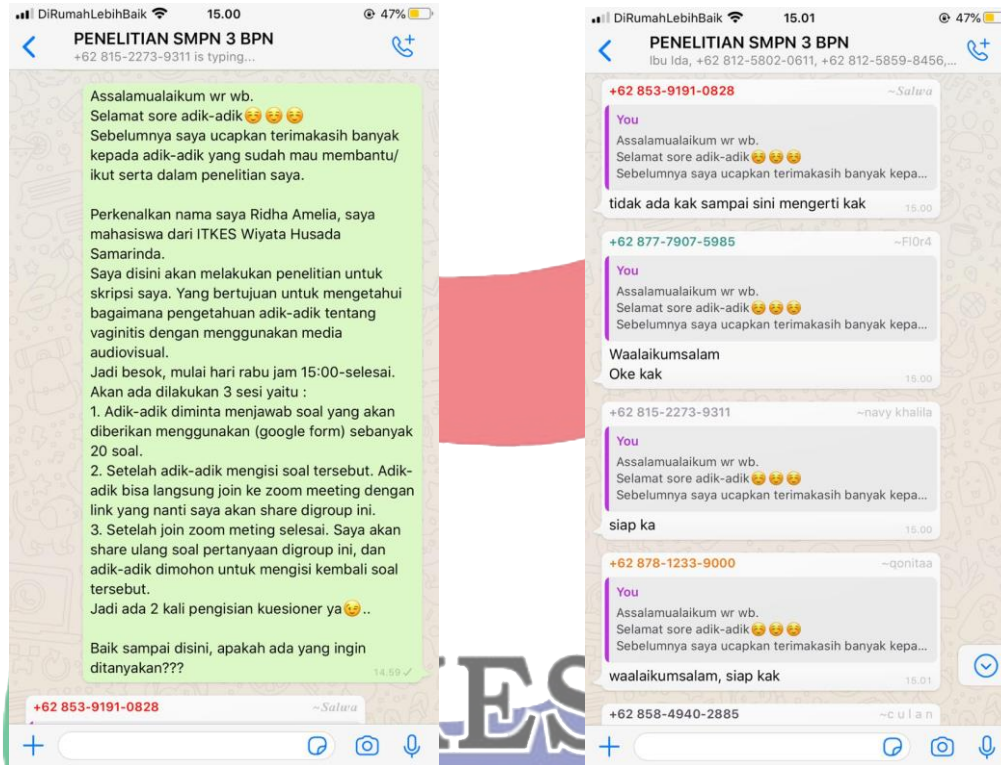 DiRumahLebihBaik 15.00 47%
PENELITIAN SMPN 3 BPN
+62 815-2273-9311 is typing...
Assalamualaikum wr wb.
Selamat sore adik-adik☺️☺️☺️
Sebelumnya saya ucapkan terimakasih banyak
kepada adik-adik yang sudah mau membantu/
ikut serta dalam penelitian saya.
Perkenalkan nama saya Ridha Amelia, saya
mahasiswa dari ITKES Wiyata Husada
Samarinda.
Saya disini akan melakukan penelitian untuk
skripsi saya. Yang bertujuan untuk mengetahui
bagaimana pengetahuan adik-adik tentang
vaginitis dengan menggunakan media
audiovisual.
Jadi besok, mulai hari rabu jam 15:00-selesai.
Akan ada dilakukan 3 sesi yaitu :
1. Adik-adik diminta menjawab soal yang akan
diberikan menggunakan (google form) sebanyak
20 soal.
2. Setelah adik-adik mengisi soal tersebut. Adik-
adik bisa langsung join ke zoom meeting dengan
link yang nanti saya akan share digroup ini.
3. Setelah join zoom meting selesai. Saya akan
share ulang soal pertanyaan digroup ini, dan
adik-adik dimohon untuk mengisi kembali soal
tersebut.
Jadi ada 2 kali pengisian kuesioner ya😉..
Baik sampai disini, apakah ada yang ingin
ditanyakan???
14.59
+62 853-9191-0828 ~Salwa
DiRumahLebihBaik 15.01 47%
PENELITIAN SMPN 3 BPN
Ibu Ida, +62 812-5802-0611, +62 812-5859-8456,...
+62 853-9191-0828 ~Salwa
You
Assalamualaikum wr wb.
Selamat sore adik-adik☺️☺️☺️
Sebelumnya saya ucapkan terimakasih banyak kepa...
tidak ada kak sampai sini mengerti kak
15.00
+62 877-7907-5985 ~Fl0r4
You
Assalamualaikum wr wb.
Selamat sore adik-adik☺️☺️☺️
Sebelumnya saya ucapkan terimakasih banyak kepa...
Waalaikumsalam
Oke kak
15.00
+62 815-2273-9311 ~navy khalila
You
Assalamualaikum wr wb.
Selamat sore adik-adik☺️☺️☺️
Sebelumnya saya ucapkan terimakasih banyak kepa...
siap ka
15.00
+62 878-1233-9000 ~qonitaa
You
Assalamualaikum wr wb.
Selamat sore adik-adik☺️☺️☺️
Sebelumnya saya ucapkan terimakasih banyak kepa...
waalaikumsalam, siap kak
15.01
+62 858-4940-2885 ~c u l a n